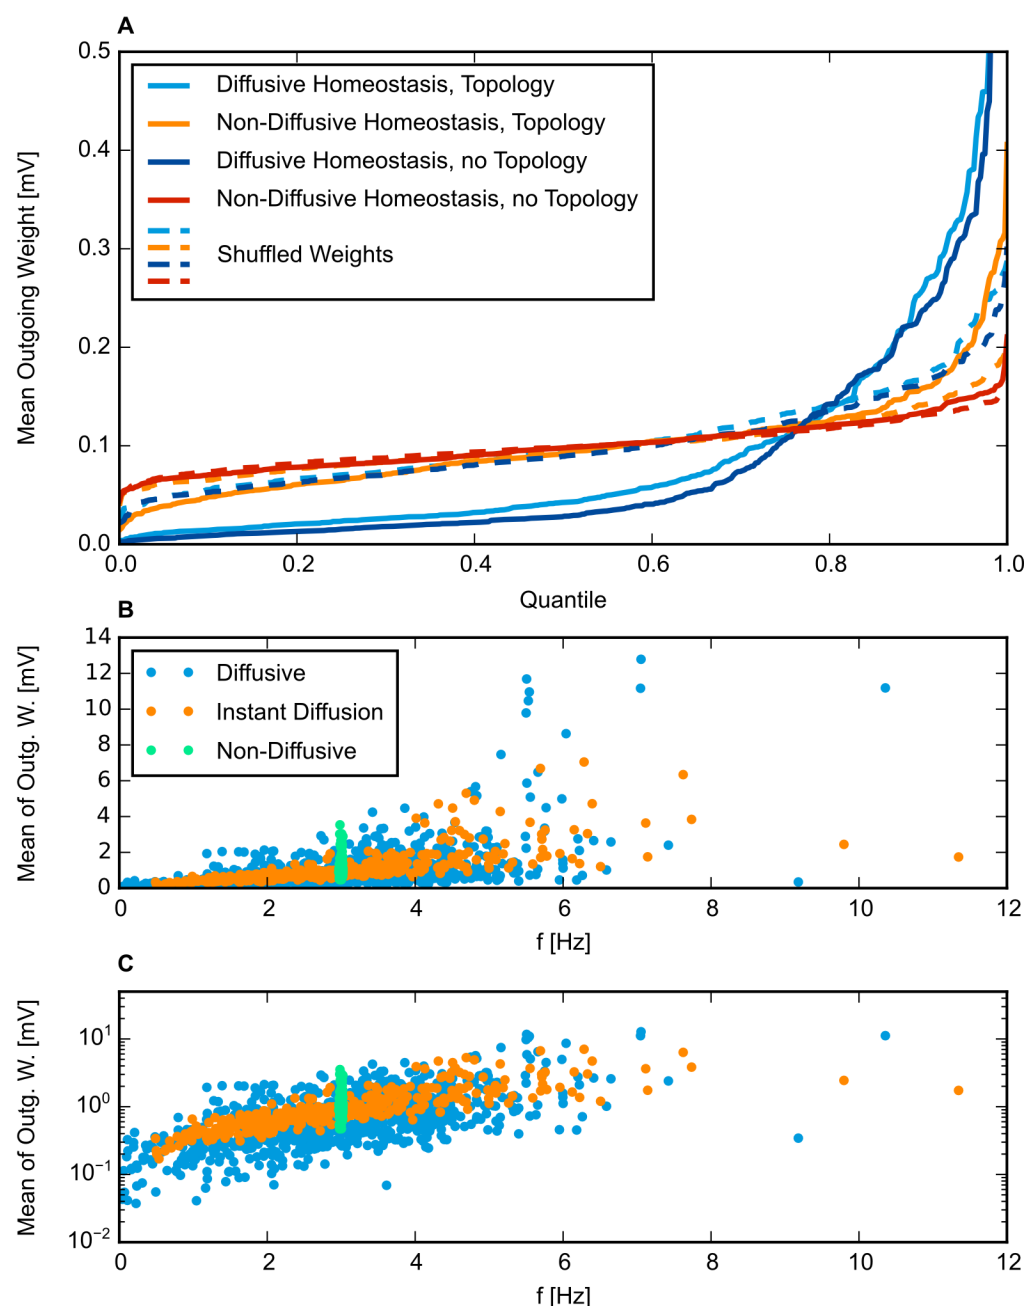 A
Mean Outgoing Weight [mV]
0.5
0.4
0.3
0.2
0.1
0.0
Diffusive Homeostasis, Topology
Non-Diffusive Homeostasis, Topology
Diffusive Homeostasis, no Topology
Non-Diffusive Homeostasis, no Topology
Shuffled Weights
0.0 0.2 0.4 0.6 0.8 1.0
Quantile
B
Mean of Outg. W. [mV]
14
12
10
8
6
4
2
0
Diffusive
Instant Diffusion
Non-Diffusive
0 2 4 6 8 10 12
f [Hz]
C
Mean of Outg. W. [mV]
10¹
10⁰
10⁻¹
10⁻²
0 2 4 6 8 10 12
f [Hz]